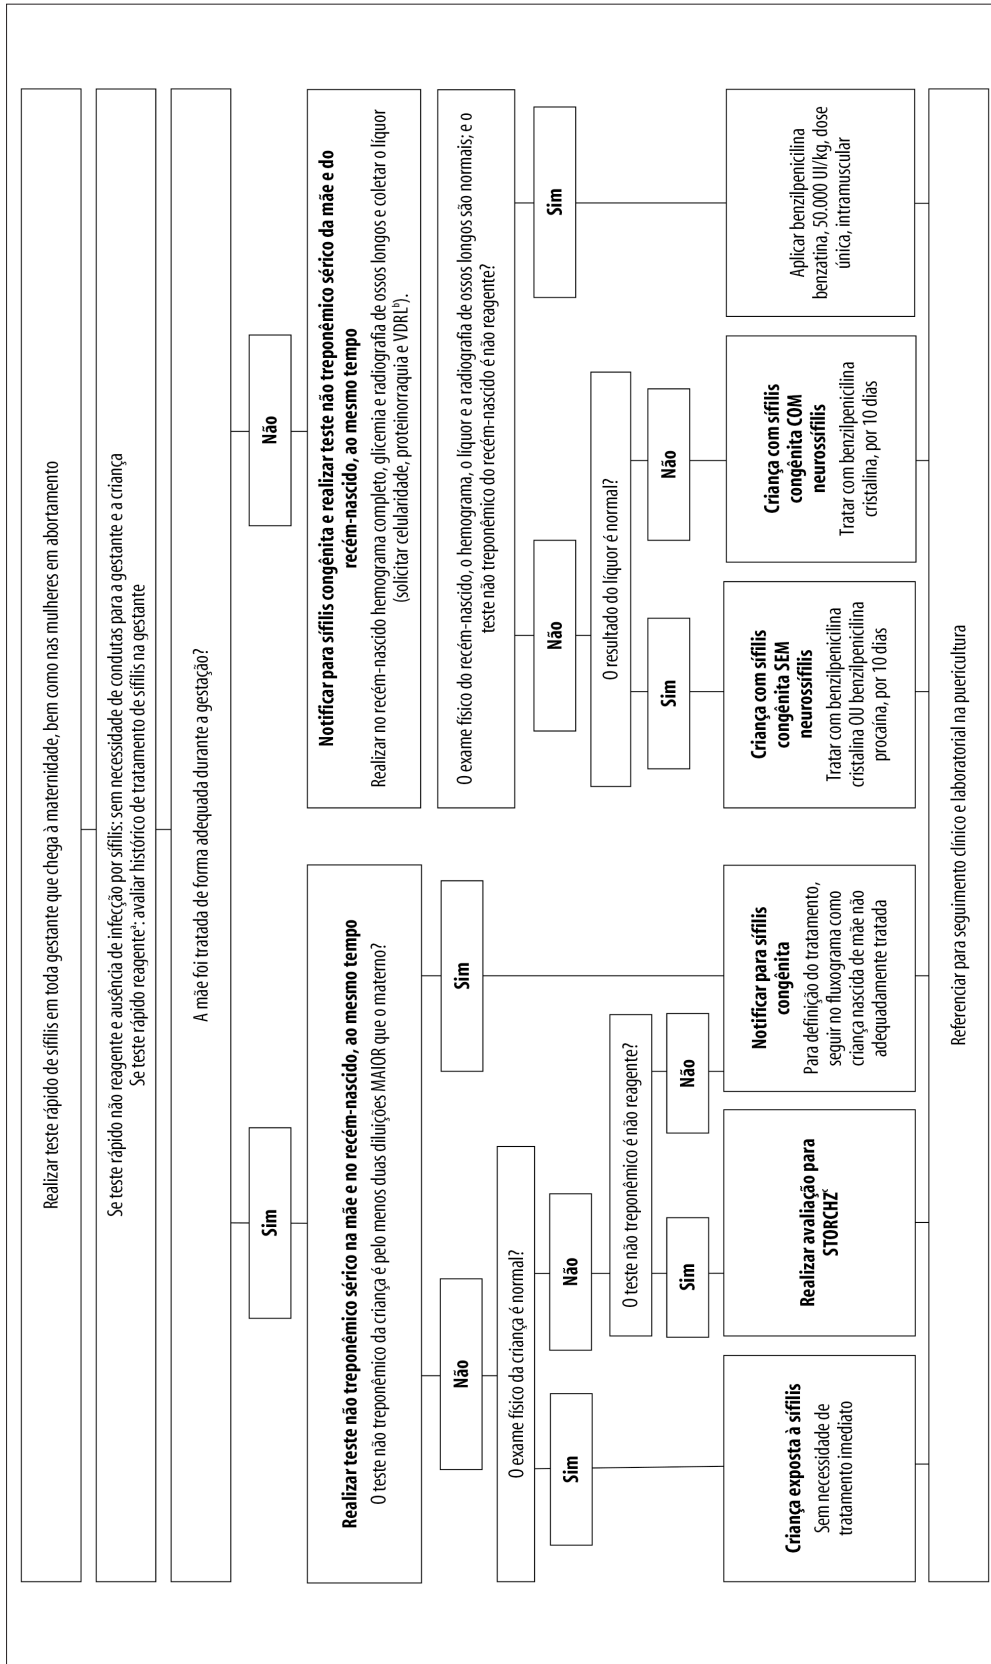 Realizar teste rápido de sífilis em toda gestante que chega à maternidade, bem como nas mulheres em abortamento
Se teste rápido não reagente e ausência de infecção por sífilis: sem necessidade de condutas para a gestante e a criança
Se teste rápido reagenteª: avaliar histórico de tratamento de sífilis na gestante
A mãe foi tratada de forma adequada durante a gestação?
Sim
Realizar teste não treponêmico sérico na mãe e no recém-nascido, ao mesmo tempo
O teste não treponêmico da criança é pelo menos duas diluições MAIOR que o materno?
Não
Sim
O exame físico da criança é normal?
Sim
Não
O teste não treponêmico é não reagente?
Sim
Não
Criança exposta à sífilis
Sem necessidade de
tratamento imediato
Realizar avaliação para
STORCHZᶜ
Notificar para sífilis
congênita
Para definição do tratamento,
seguir no fluxograma como
criança nascida de mãe não
adequadamente tratada
Não
Notificar para sífilis congênita e realizar teste não treponêmico sérico da mãe e do
recém-nascido, ao mesmo tempo
Realizar no recém-nascido hemograma completo, glicemia e radiografia de ossos longos e coletar o líquor
(solicitar celularidade, proteinorraquia e VDRLᵇ).
O exame físico do recém-nascido, o hemograma, o líquor e a radiografia de ossos longos são normais; e o
teste não treponêmico do recém-nascido é não reagente?
Não
Sim
O resultado do líquor é normal?
Sim
Não
Criança com sífilis
congênita SEM
neurossífilis
Tratar com benzilpenicilina
cristalina OU benzilpenicilina
procaína, por 10 dias
Criança com sífilis
congênita COM
neurossífilis
Tratar com benzilpenicilina
cristalina, por 10 dias
Aplicar benzilpenicilina
benzatina, 50.000 UI/kg, dose
única, intramuscular
Referenciar para seguimento clínico e laboratorial na puericultura